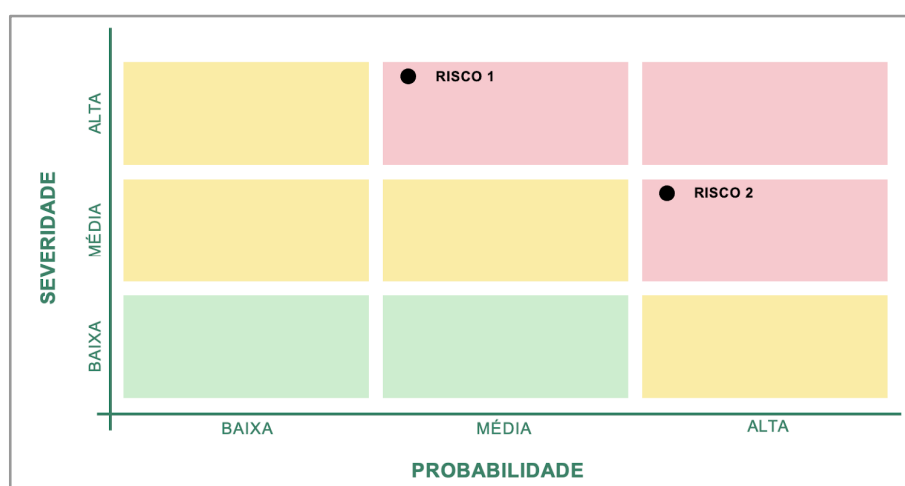 SEVERIDADE
ALTA
MÉDIA
BAIXA
RISCO 1
RISCO 2
BAIXA
MÉDIA
ALTA
PROBABILIDADE